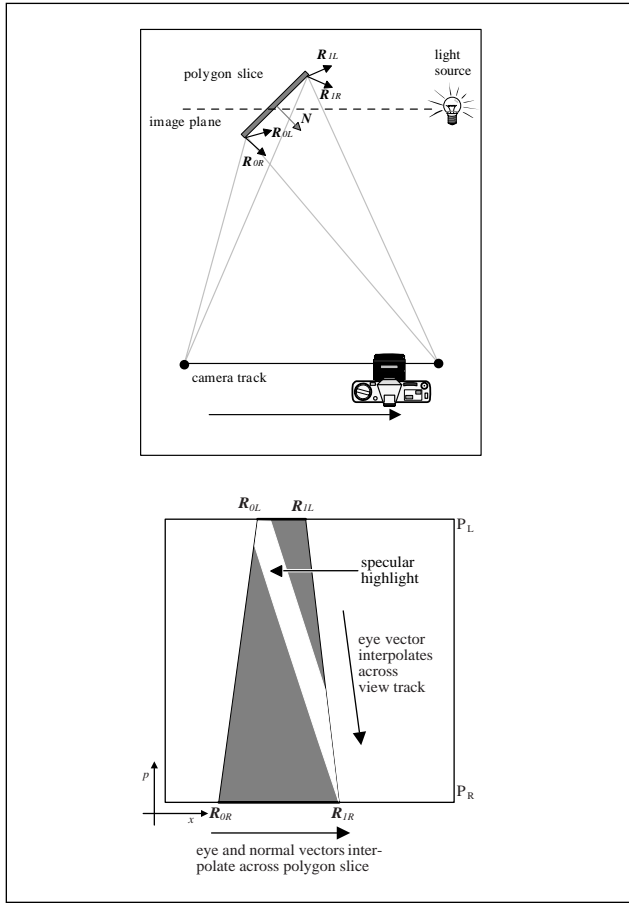 R1L
light
source
polygon slice
R1R
image plane
R0L
N
R0R
camera track
R0L
R1L
PL
specular
highlight
eye vector
interpolates
across
view track
p
PR
x
R0R
R1R
eye and normal vectors inter-
polate across polygon slice